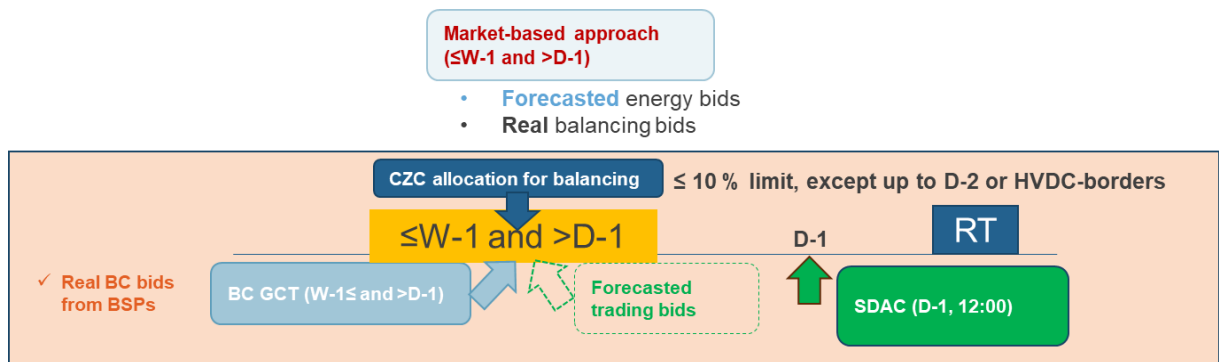 Market-based approach
(≤W-1 and >D-1)
• Forecasted energy bids
• Real balancing bids
CZC allocation for balancing
≤ 10 % limit, except up to D-2 or HVDC-borders
≤W-1 and >D-1
D-1
RT
✓ Real BC bids
from BSPs
BC GCT (W-1≤ and >D-1)
Forecasted
trading bids
SDAC (D-1, 12:00)